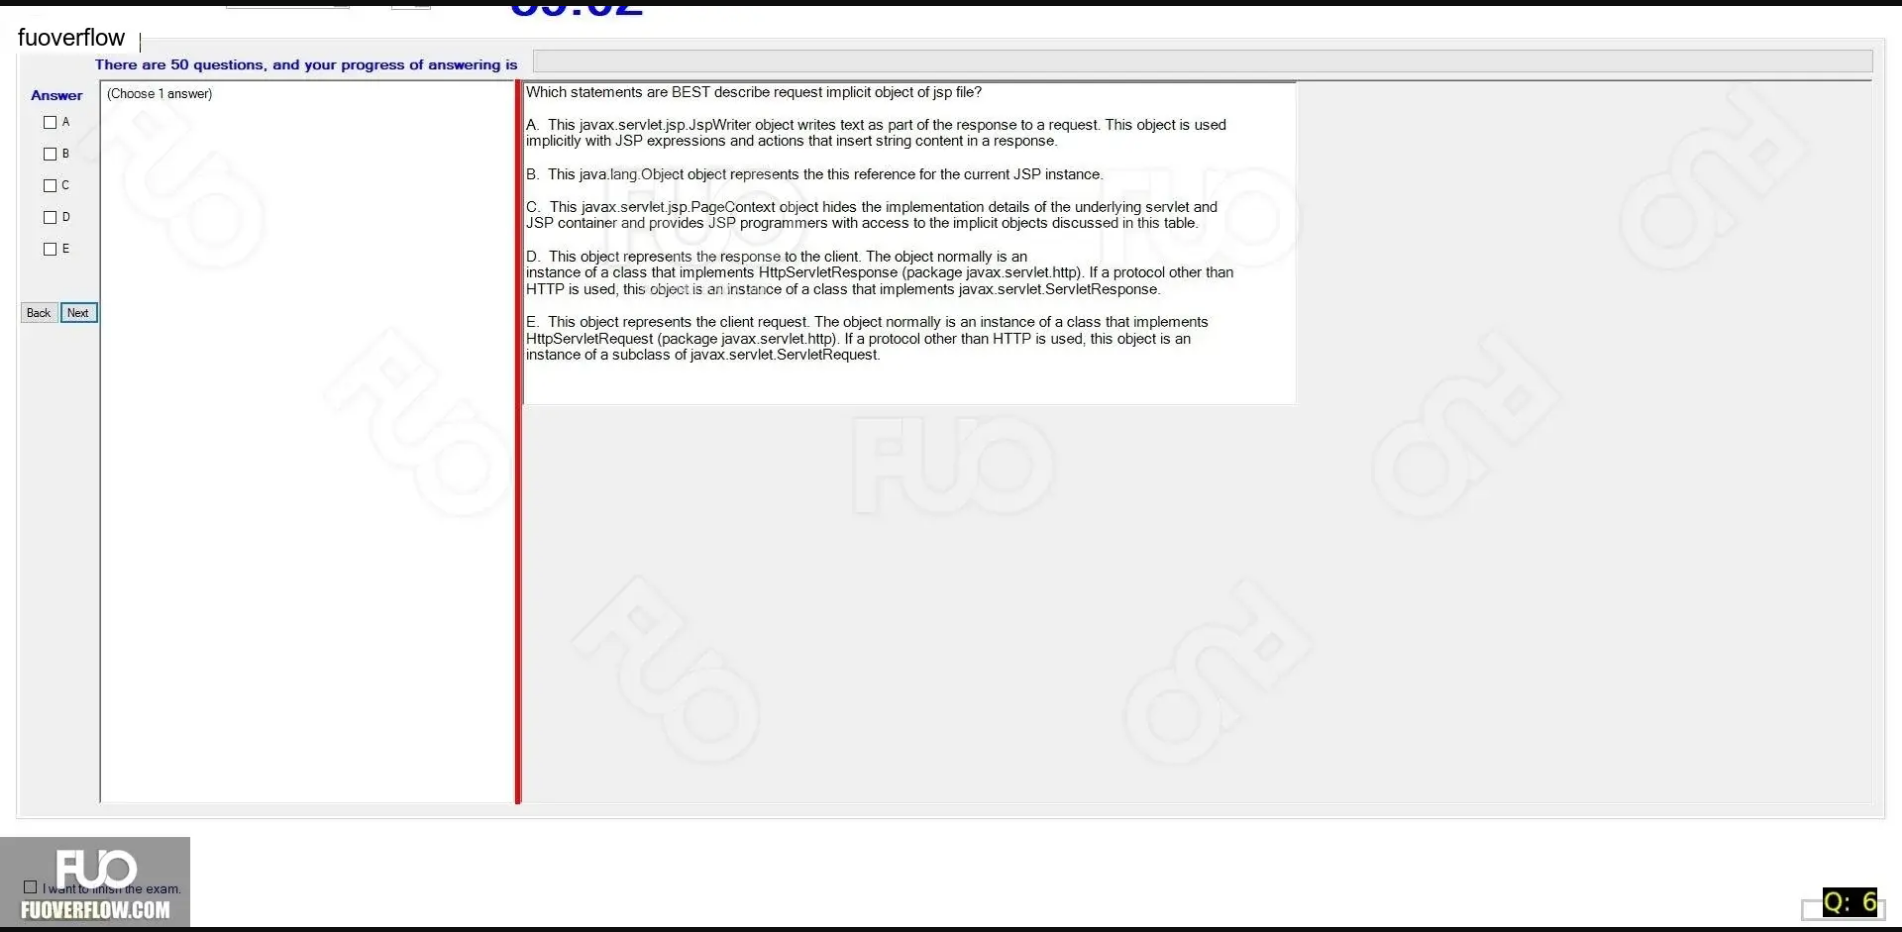 fuoverflow
There are 50 questions, and your progress of answering is
Answer
(Choose 1 answer)
A
B
C
D
E
Back Next
Which statements are BEST describe request implicit object of jsp file?
A. This javax.servlet.jsp.JspWriter object writes text as part of the response to a request. This object is used
implicitly with JSP expressions and actions that insert string content in a response.
B. This java.lang.Object object represents the this reference for the current JSP instance.
C. This javax.servlet.jsp.PageContext object hides the implementation details of the underlying servlet and
JSP container and provides JSP programmers with access to the implicit objects discussed in this table.
D. This object represents the response to the client. The object normally is an
instance of a class that implements HttpServletResponse (package javax.servlet.http). If a protocol other than
HTTP is used, this object is an instance of a class that implements javax.servlet.ServletResponse.
E. This object represents the client request. The object normally is an instance of a class that implements
HttpServletRequest (package javax.servlet.http). If a protocol other than HTTP is used, this object is an
instance of a subclass of javax.servlet.ServletRequest.
FUO
FUO
FUO
FUO
FUO
FUO
FUO
FUO
FUO
FUO
I want to finish the exam.
FUOVERFLOW.COM
Q: 6